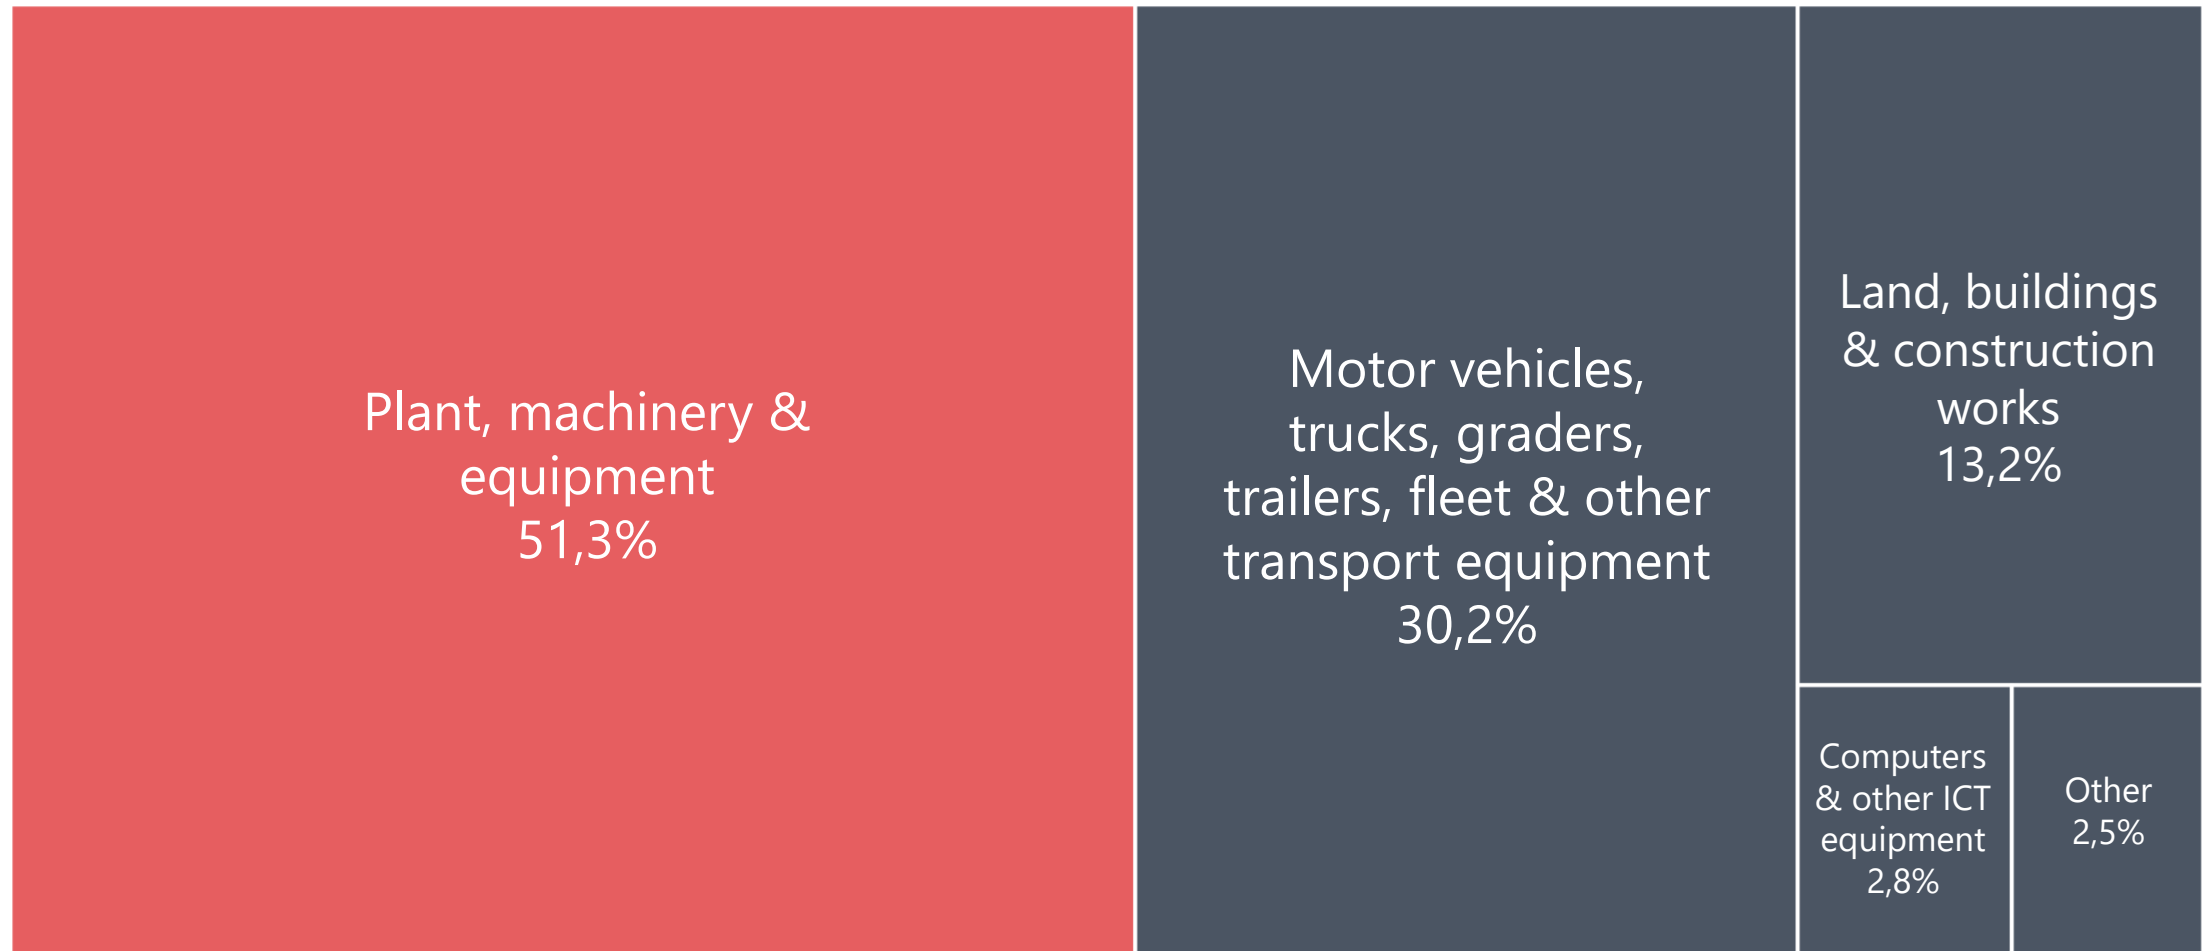 Plant, machinery &
equipment
51,3%
Motor vehicles,
trucks, graders,
trailers, fleet & other
transport equipment
30,2%
Land, buildings
& construction
works
13,2%
Computers
& other ICT
equipment
2,8%
Other
2,5%